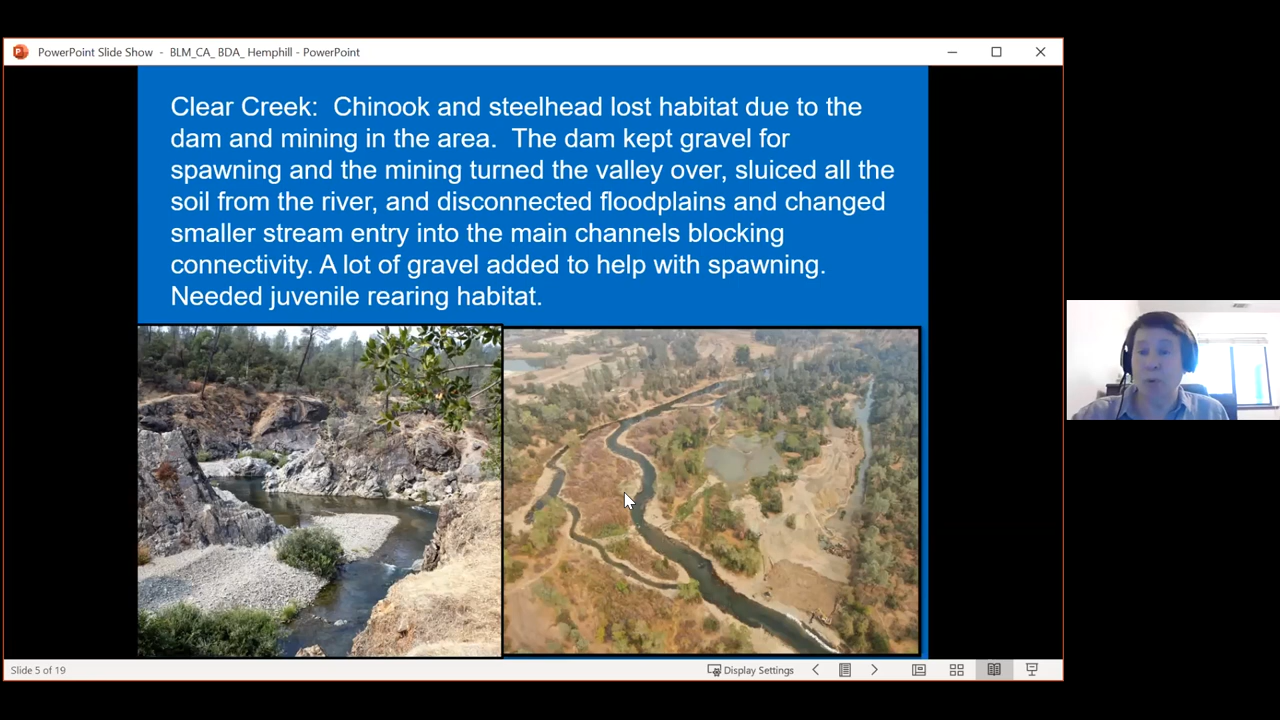 PowerPoint Slide Show - BLM_CA_ BDA_ Hemphill - PowerPoint
Clear Creek:  Chinook and steelhead lost habitat due to the
dam and mining in the area.  The dam kept gravel for
spawning and the mining turned the valley over, sluiced all the
soil from the river, and disconnected floodplains and changed
smaller stream entry into the main channels blocking
connectivity. A lot of gravel added to help with spawning.
Needed juvenile rearing habitat.
Slide 5 of 19
Display Settings